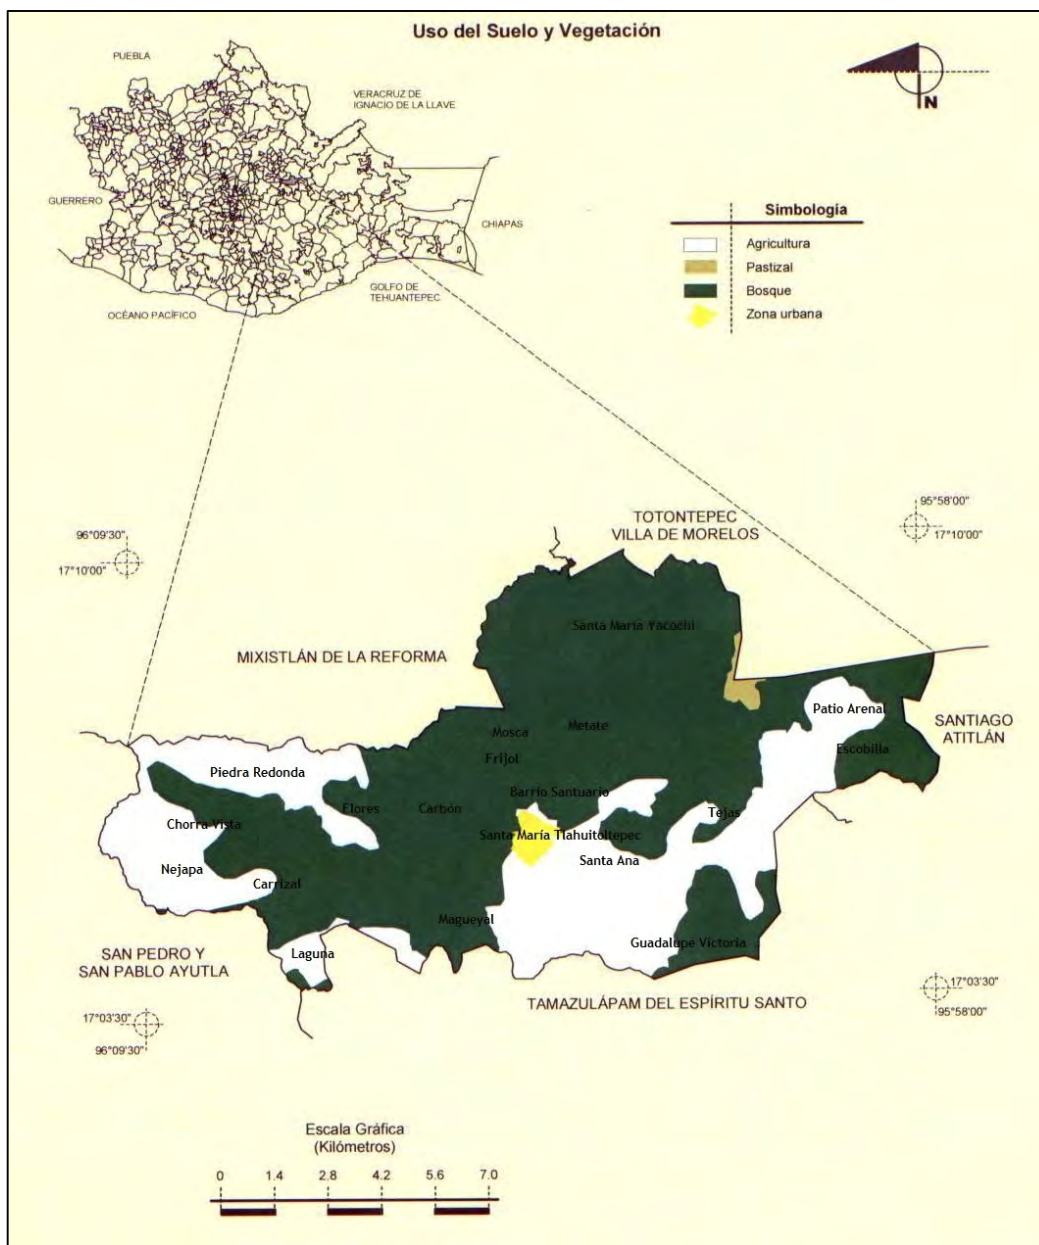 Uso del Suelo y Vegetación
PUEBLA
VERACRUZ DE
IGNACIO DE LA LLAVE
GUERRERO
CHIAPAS
GOLFO DE
TEHUANTEPEC
OCÉANO PACÍFICO
N
Simbología
Agricultura
Pastizal
Bosque
Zona urbana
96°09'30"
17°10'00"
95°58'00"
17°10'00"
TOTONTEPEC
VILLA DE MORELOS
MIXISTLÁN DE LA REFORMA
SANTIAGO
ATITLÁN
Santa María Yacochi
Patio Arenal
Metate
Mosca
Escobilla
Frijol
Piedra Redonda
Barrio Santuario
Flores
Carbón
Tejas
Chorra Vista
Santa María Tlahuitoltepec
Santa Ana
Nejapa
Carrizal
Magueyal
Guadalupe Victoria
Laguna
SAN PEDRO Y
SAN PABLO AYUTLA
TAMAZULÁPAM DEL ESPÍRITU SANTO
17°03'30"
96°09'30"
17°03'30"
95°58'00"
Escala Gráfica
(Kilómetros)
0 1.4 2.8 4.2 5.6 7.0